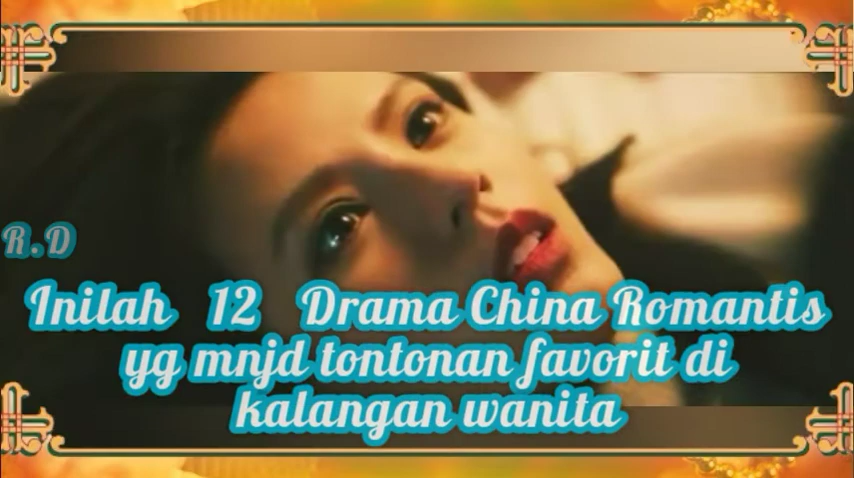 R.D
Inilah 12 Drama China Romantis
yg mnjd tontonan favorit di
kalangan wanita